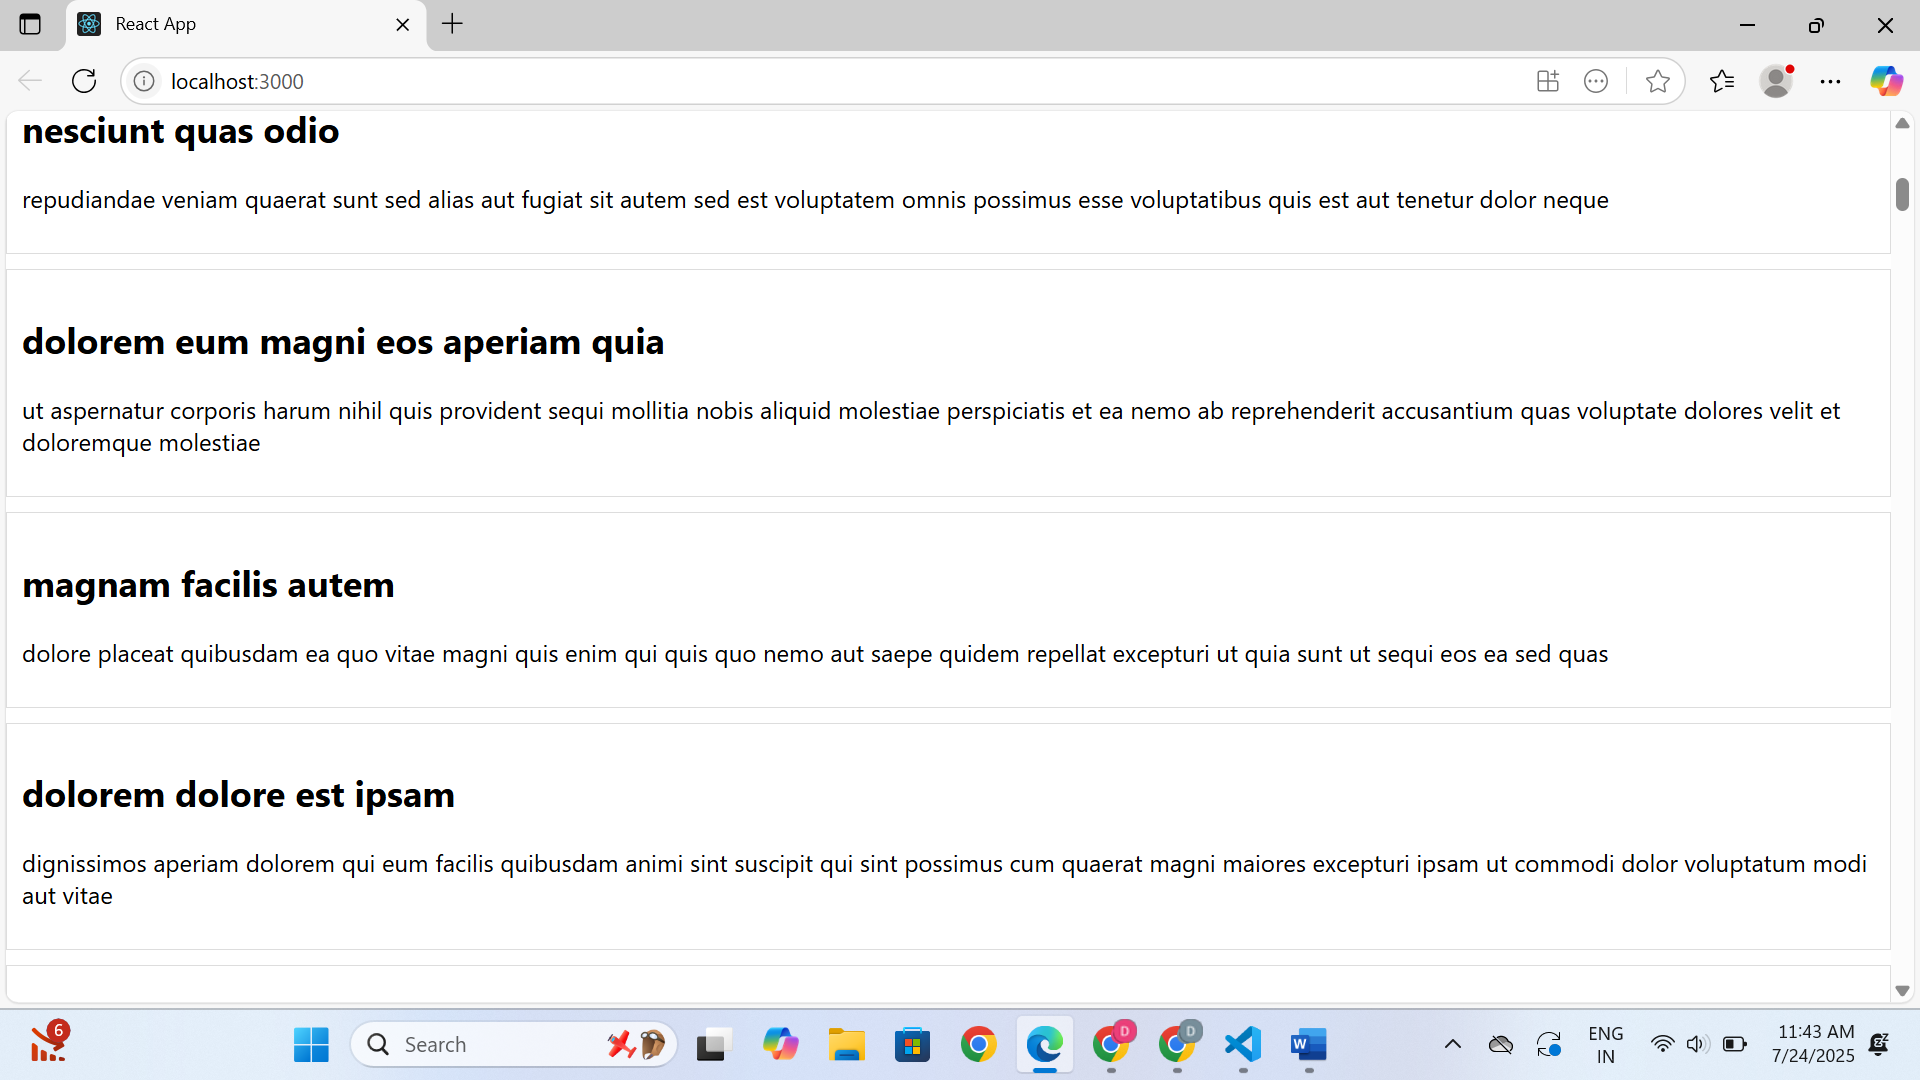 React App
localhost:3000
nesciunt quas odio
repudiandae veniam quaerat sunt sed alias aut fugiat sit autem sed est voluptatem omnis possimus esse voluptatibus quis est aut tenetur dolor neque
dolorem eum magni eos aperiam quia
ut aspernatur corporis harum nihil quis provident sequi mollitia nobis aliquid molestiae perspiciatis et ea nemo ab reprehenderit accusantium quas voluptate dolores velit et
doloremque molestiae
magnam facilis autem
dolore placeat quibusdam ea quo vitae magni quis enim qui quis quo nemo aut saepe quidem repellat excepturi ut quia sunt ut sequi eos ea sed quas
dolorem dolore est ipsam
dignissimos aperiam dolorem qui eum facilis quibusdam animi sint suscipit qui sint possimus cum quaerat magni maiores excepturi ipsam ut commodi dolor voluptatum modi
aut vitae
6
Search
D
D
W
ENG
IN
11:43 AM
7/24/2025